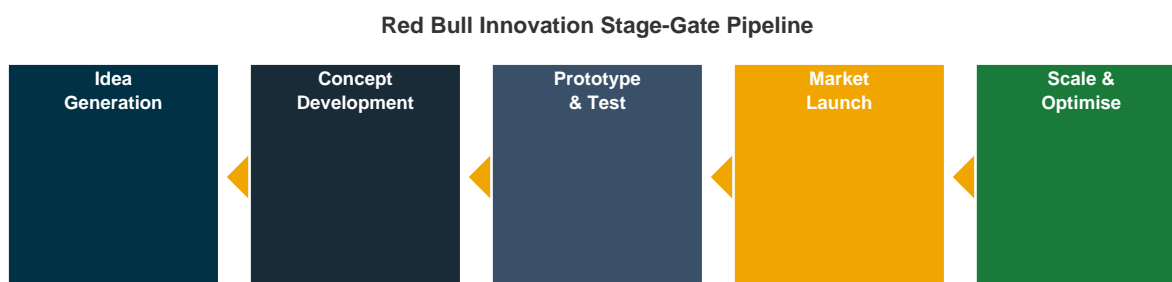 Red Bull Innovation Stage-Gate Pipeline
Idea
Generation
Concept
Development
Prototype
& Test
Market
Launch
Scale &
Optimise